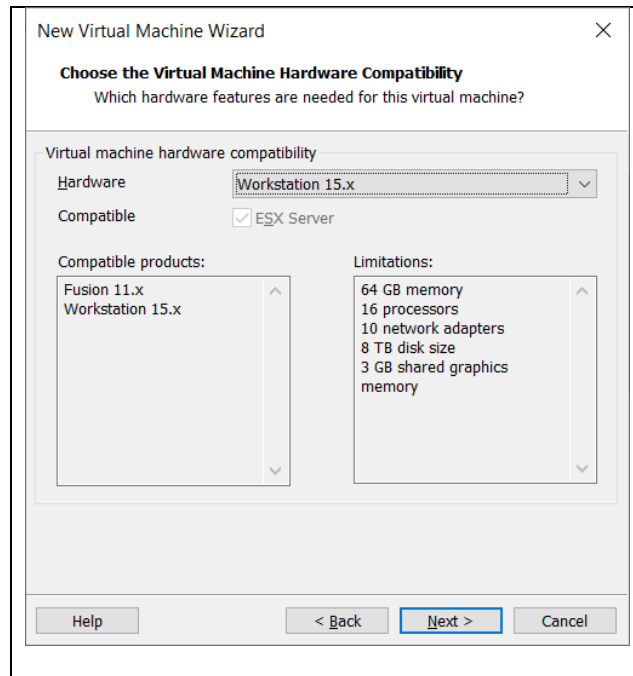 New Virtual Machine Wizard
Choose the Virtual Machine Hardware Compatibility
Which hardware features are needed for this virtual machine?
Virtual machine hardware compatibility
Hardware
Workstation 15.x
Compatible
ESX Server
Compatible products:
Fusion 11.x
Workstation 15.x
Limitations:
64 GB memory
16 processors
10 network adapters
8 TB disk size
3 GB shared graphics
memory
Help
< Back
Next >
Cancel